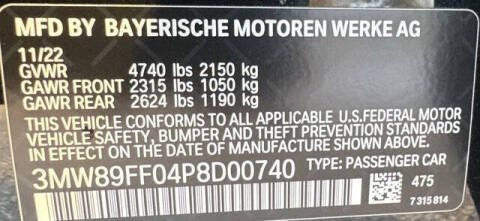 MFD BY BAYERISCHE MOTOREN WERKE AG
11/22
GVWR 4740 lbs 2150 kg
GAWR FRONT 2315 lbs 1050 kg
GAWR REAR 2624 lbs 1190 kg
THIS VEHICLE CONFORMS TO ALL APPLICABLE U.S.FEDERAL MOTOR
VEHICLE SAFETY, BUMPER AND THEFT PREVENTION STANDARDS
IN EFFECT ON THE DATE OF MANUFACTURE SHOWN ABOVE.
3MW89FF04P8D00740 TYPE: PASSENGER CAR
475
7 315 814